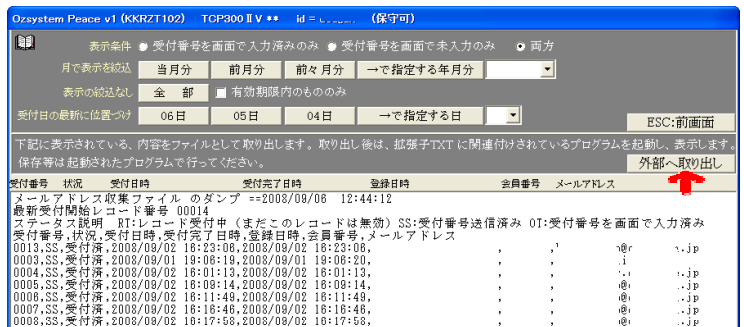 Ozsystem Peace v1 (KKRZT102) TCP300ⅡV ** id = (保守可)
表示条件 受付番号を画面で入力済みのみ 受付番号を画面で未入力のみ 両方
月で表示を絞込 当月分 前月分 前々月分 →で指定する年月分
表示の絞込なし 全 部 有効期限内のもののみ
受付日の最新に位置づけ 06日 05日 04日 →で指定する日
ESC:前画面
下記に表示されている、内容をファイルとして取り出します。取り出し後は、拡張子TXT に関連付けされているプログラムを起動し、表示します。
保存等は起動されたプログラムで行ってください。
外部へ取り出し
受付番号 状況 受付日時 受付完了日時 登録日時 会員番号 メールアドレス
メールアドレス収集ファイル のダンプ ==2008/09/06 12:44:12
最新受付開始レコード番号 00014
ステータス説明 RT:レコード受付中（まだこのレコードは無効）SS:受付番号送信済み OT:受付番号を画面で入力済み
受付番号,状況,受付日時,受付完了日時,登録日時,会員番号,メールアドレス
0013,SS,受付済,2008/09/02 16:23:06,2008/09/02 16:23:06, , @ .jp
0003,SS,受付済,2008/09/01 19:06:19,2008/09/01 19:06:20, , .i
0004,SS,受付済,2008/09/02 16:01:13,2008/09/02 16:01:13, , .jp
0005,SS,受付済,2008/09/02 16:09:14,2008/09/02 16:09:14, , @ .jp
0006,SS,受付済,2008/09/02 16:11:49,2008/09/02 16:11:49, , @ .jp
0007,SS,受付済,2008/09/02 16:16:46,2008/09/02 16:16:46, , @ .jp
0008,SS,受付済,2008/09/02 16:17:58,2008/09/02 16:17:58, , @ .jp